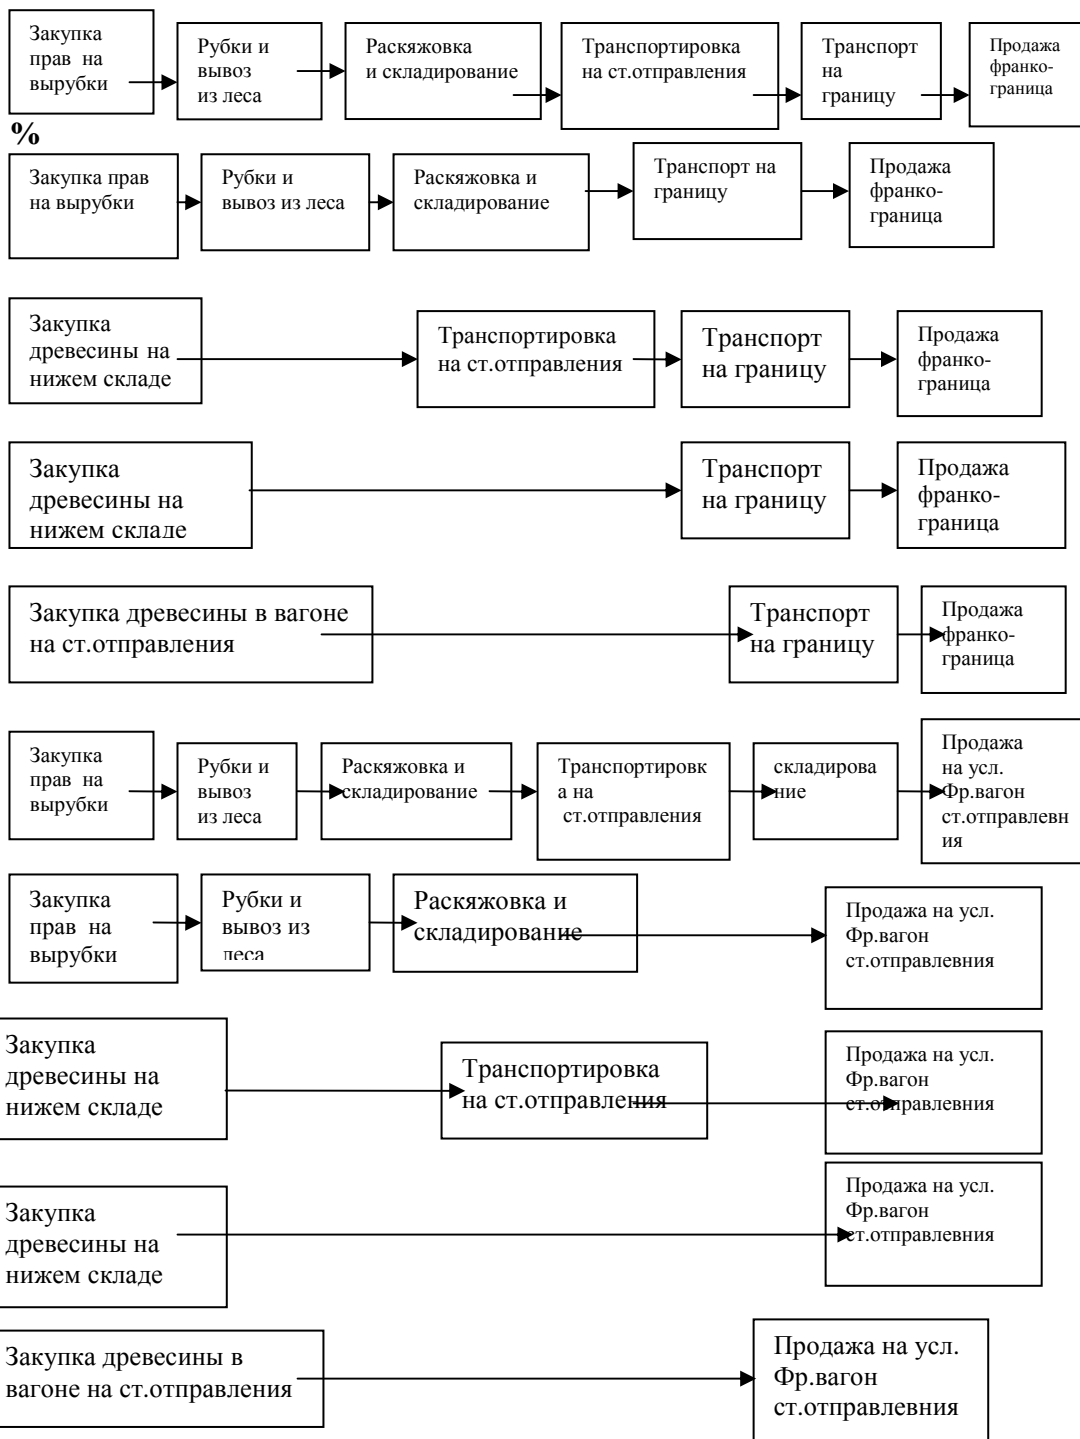 Закупка
прав на
вырубки
Рубки и
вывоз
из леса
Раскяжовка
и складирование
Транспортировка
на ст.отправления
Транспорт
на
границу
Продажа
франко-
граница
%
Закупка прав
на вырубки
Рубки и
вывоз из леса
Раскяжовка и
складирование
Транспорт на
границу
Продажа
франко-
граница
Закупка
древесины на
нижем складе
Транспортировка
на ст.отправления
Транспорт
на границу
Продажа
франко-
граница
Закупка
древесины на
нижем складе
Транспорт
на границу
Продажа
франко-
граница
Закупка древесины в вагоне
на ст.отправления
Транспорт
на границу
Продажа
франко-
граница
Закупка
прав на
вырубки
Рубки и
вывоз
из леса
Раскяжовка и
складирование
Транспортировк
а на
ст.отправления
складирова
ние
Продажа
на усл.
Фр.вагон
ст.отправлевн
ия
Закупка
прав на
вырубки
Рубки и
вывоз из
леса
Раскяжовка и
складирование
Продажа на усл.
Фр.вагон
ст.отправлевния
Закупка
древесины на
нижем складе
Транспортировка
на ст.отправления
Продажа на усл.
Фр.вагон
ст.отправлевния
Закупка
древесины на
нижем складе
Продажа на усл.
Фр.вагон
ст.отправлевния
Закупка древесины в
вагоне на ст.отправления
Продажа на усл.
Фр.вагон
ст.отправлевния